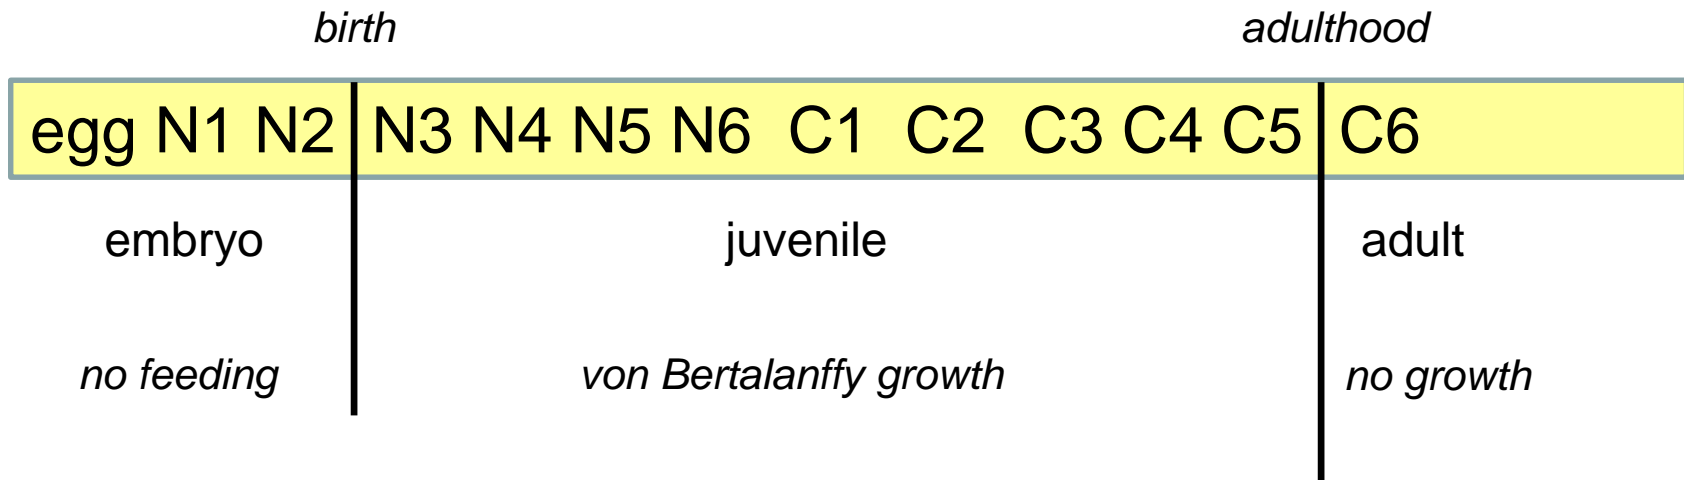 birth adulthood
egg N1 N2 N3 N4 N5 N6 C1 C2 C3 C4 C5 C6
embryo juvenile adult
no feeding von Bertalanffy growth no growth